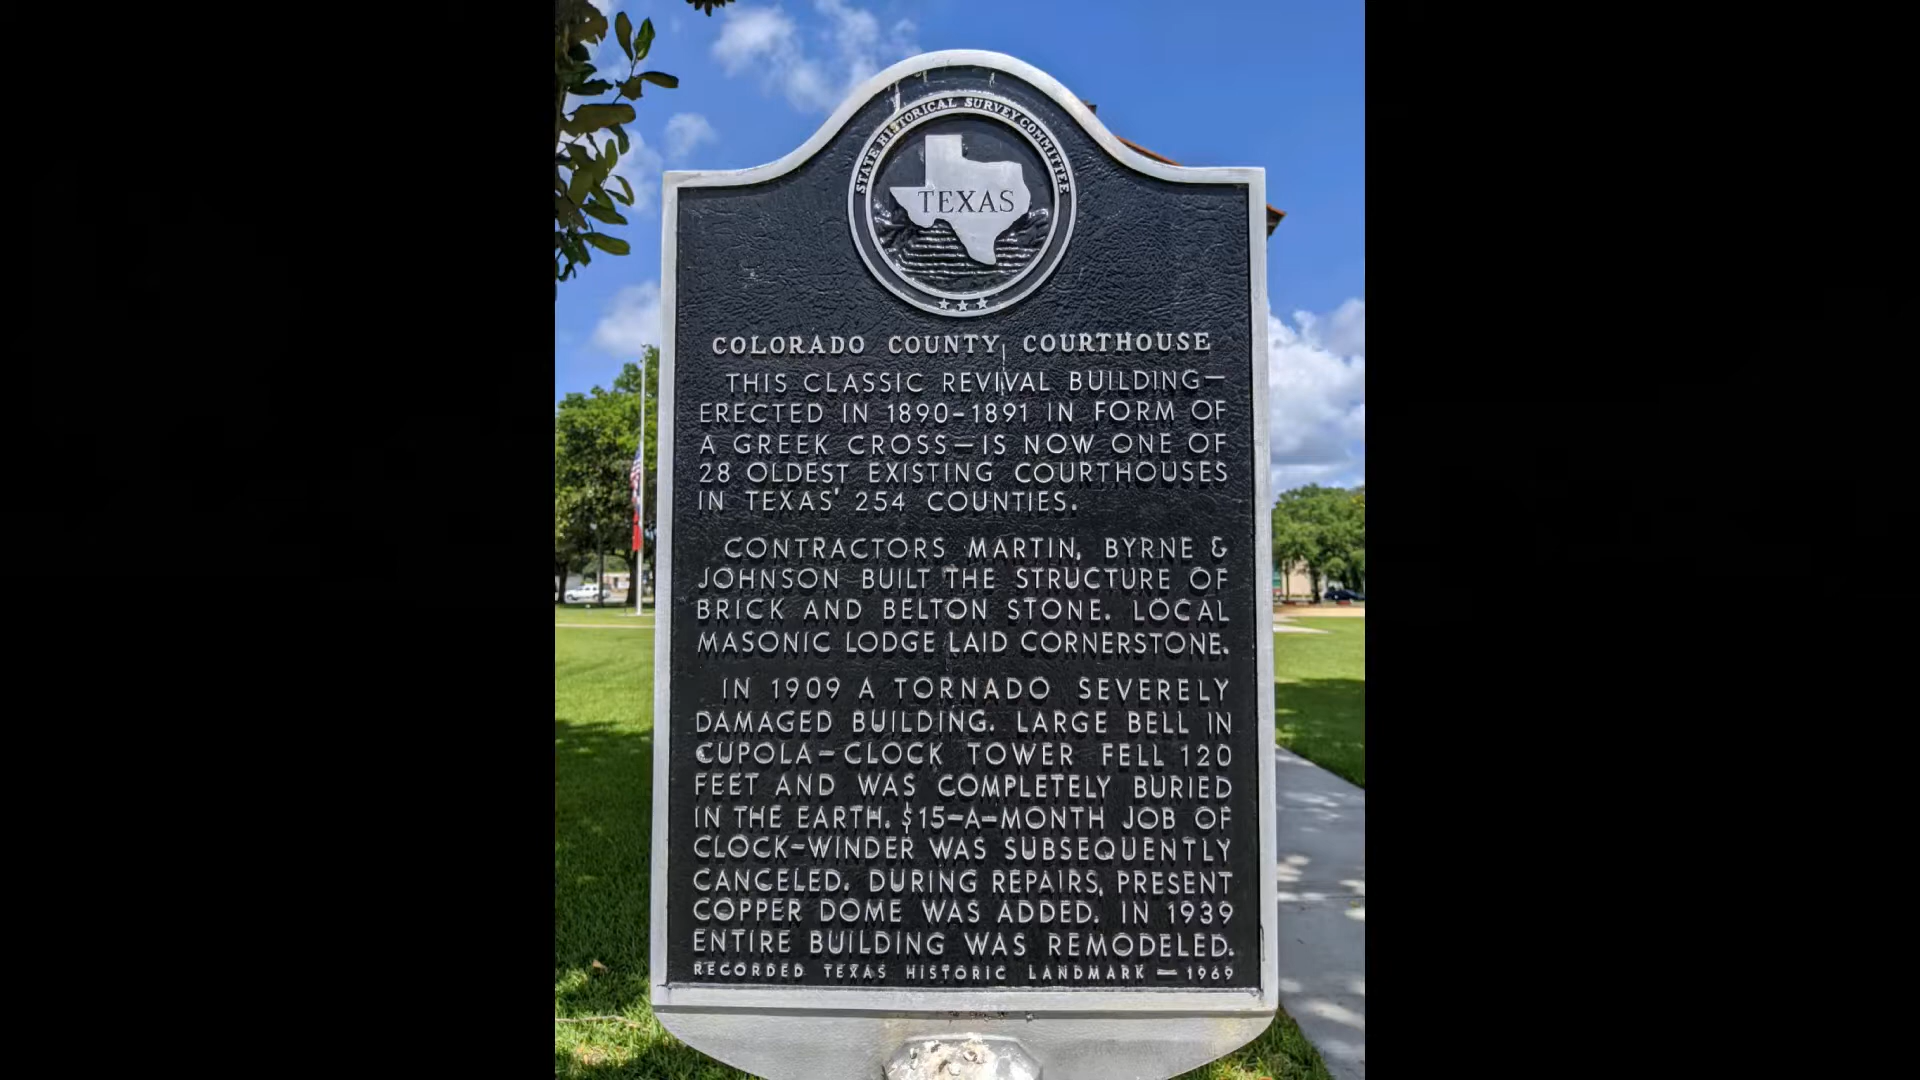 STATE HISTORICAL SURVEY COMMITTEE
TEXAS
COLORADO COUNTY COURTHOUSE
THIS CLASSIC REVIVAL BUILDING—
ERECTED IN 1890-1891 IN FORM OF
A GREEK CROSS—IS NOW ONE OF
28 OLDEST EXISTING COURTHOUSES
IN TEXAS' 254 COUNTIES.
CONTRACTORS MARTIN, BYRNE &
JOHNSON BUILT THE STRUCTURE OF
BRICK AND BELTON STONE. LOCAL
MASONIC LODGE LAID CORNERSTONE.
IN 1909 A TORNADO SEVERELY
DAMAGED BUILDING. LARGE BELL IN
CUPOLA—CLOCK TOWER FELL 120
FEET AND WAS COMPLETELY BURIED
IN THE EARTH. $15-A-MONTH JOB OF
CLOCK-WINDER WAS SUBSEQUENTLY
CANCELED. DURING REPAIRS, PRESENT
COPPER DOME WAS ADDED. IN 1939
ENTIRE BUILDING WAS REMODELED.
RECORDED TEXAS HISTORIC LANDMARK — 1969